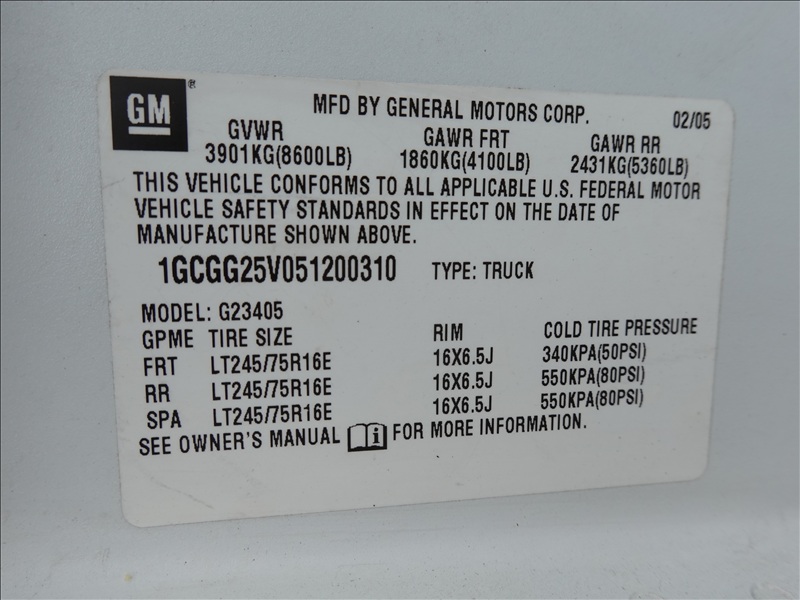 GM®
MFD BY GENERAL MOTORS CORP. 02/05
GVWR GAWR FRT GAWR RR
3901KG(8600LB) 1860KG(4100LB) 2431KG(5360LB)
THIS VEHICLE CONFORMS TO ALL APPLICABLE U.S. FEDERAL MOTOR
VEHICLE SAFETY STANDARDS IN EFFECT ON THE DATE OF
MANUFACTURE SHOWN ABOVE.
1GCGG25V051200310 TYPE: TRUCK
MODEL: G23405
GPME TIRE SIZE RIM COLD TIRE PRESSURE
FRT LT245/75R16E 16X6.5J 340KPA(50PSI)
RR LT245/75R16E 16X6.5J 550KPA(80PSI)
SPA LT245/75R16E 16X6.5J 550KPA(80PSI)
SEE OWNER'S MANUAL i FOR MORE INFORMATION.